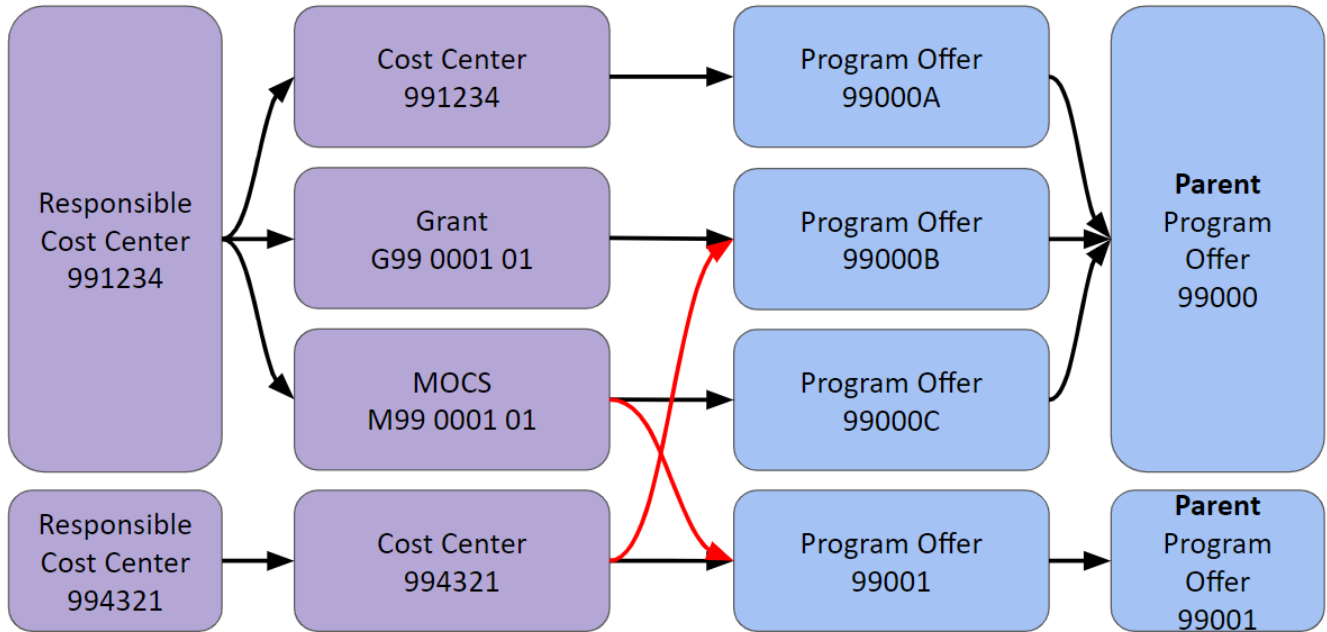 Responsible
Cost Center
991234
Cost Center
991234
Program Offer
99000A
Parent
Program
Offer
99000
Grant
G99 0001 01
Program Offer
99000B
MOCS
M99 0001 01
Program Offer
99000C
Responsible
Cost Center
994321
Cost Center
994321
Program Offer
99001
Parent
Program
Offer
99001